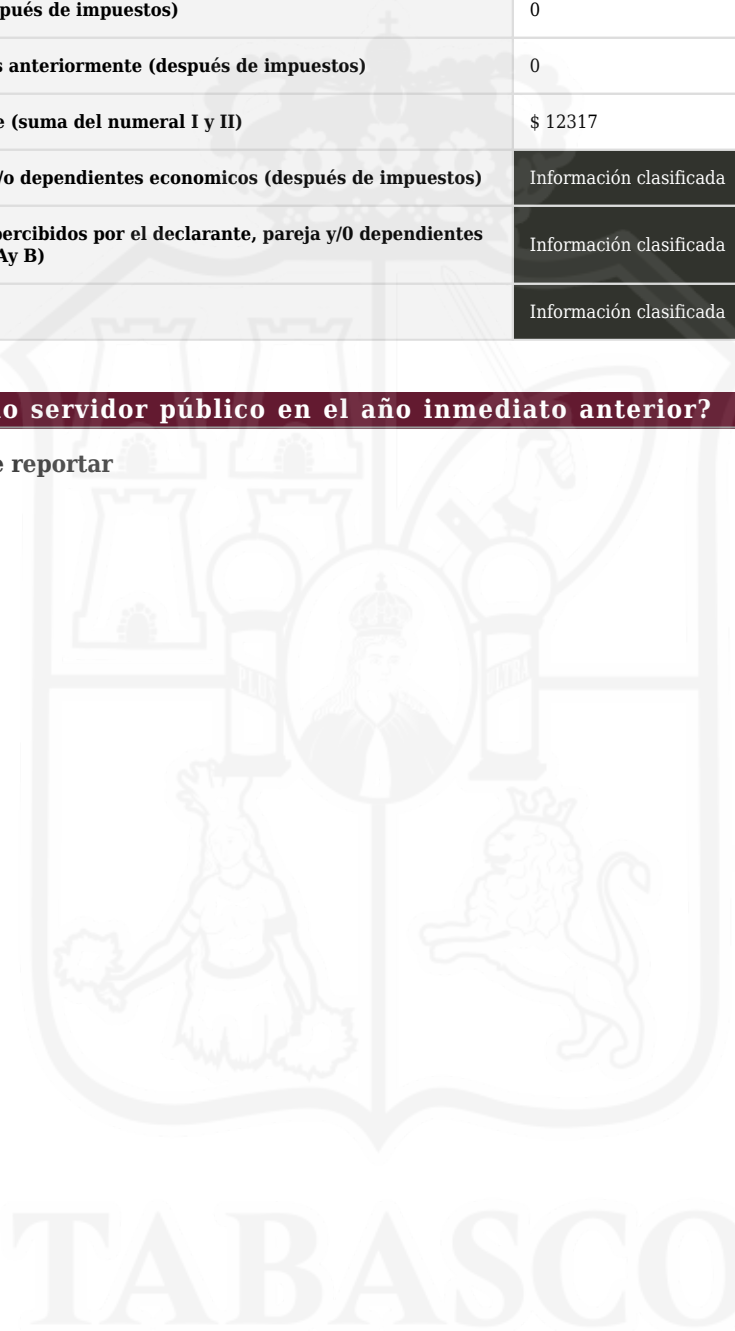 pués de impuestos)
0
s anteriormente (después de impuestos)
0
e (suma del numeral I y II)
$ 12317
/o dependientes economicos (después de impuestos)
Información clasificada
percibidos por el declarante, pareja y/0 dependientes
Ay B)
Información clasificada
Información clasificada
o servidor público en el año inmediato anterior?
e reportar
PLUS
ULTRA
TABASCO